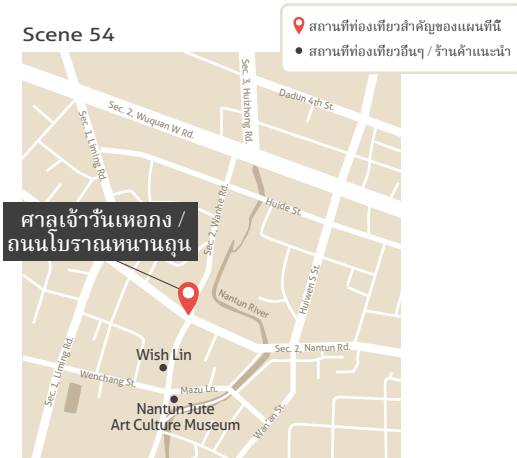 Scene 54
สถานที่ท่องเที่ยวสำคัญของแผนที่นี้
สถานที่ท่องเที่ยวอื่นๆ / ร้านค้าแนะนำ
Sec. 3, Huizhong Rd.
Dadun 4th St.
Sec. 2, Wuquan W Rd.
Sec. 1, Liming Rd.
Sec. 2, Wanhe Rd.
Huide St.
ศาลเจ้าวั่นเหอกง /
ถนนโบราณหนานถุน
Nantun River
Huiwen S St.
Sec. 2, Nantun Rd.
Wish Lin
Sec. 1, Liming Rd.
Wenchang St.
Mazu Ln.
Nantun Jute
Art Culture Museum
Wan'an St.